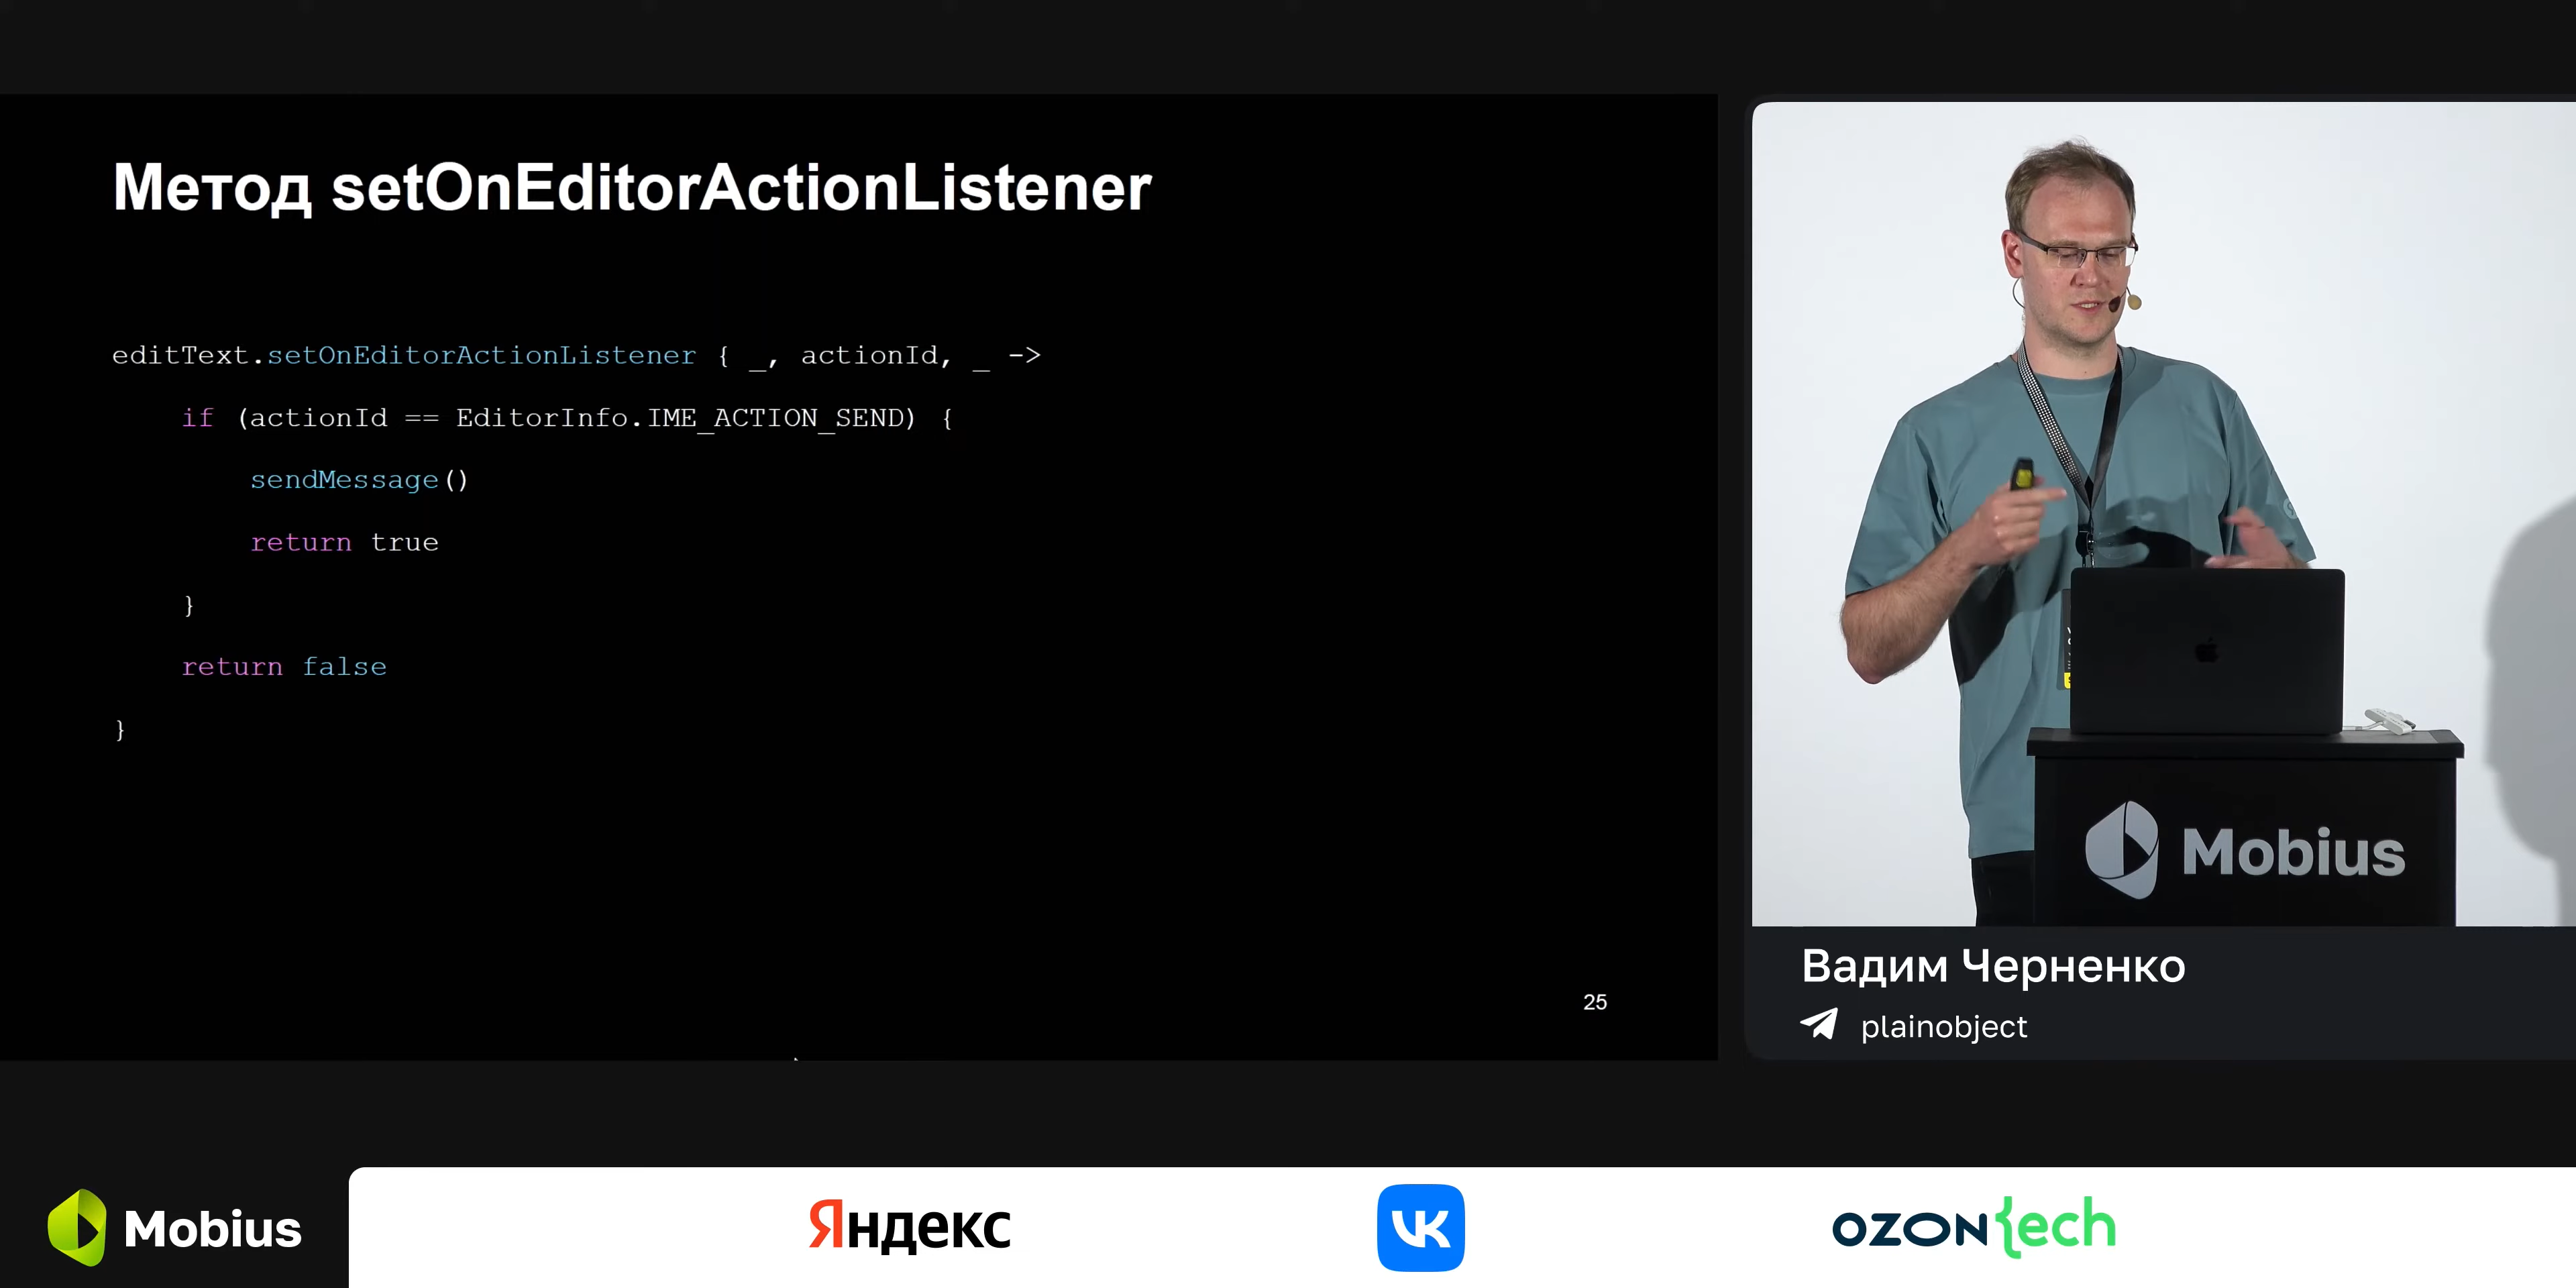 Метод setOnEditorActionListener
editText.setOnEditorActionListener { _, actionId, _ ->
if (actionId == EditorInfo.IME_ACTION_SEND) {
sendMessage()
return true
}
return false
}
25
Mobius
Вадим Черненко
plainobject
Mobius
Яндекс
VK
ozon{tech